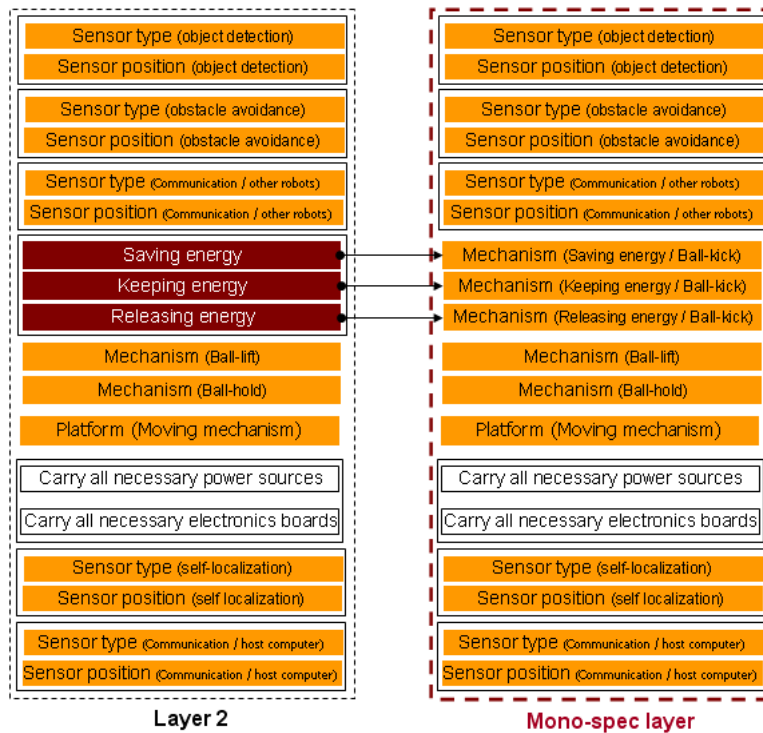 Sensor type (object detection)
Sensor position (object detection)
Sensor type (obstacle avoidance)
Sensor position (obstacle avoidance)
Sensor type (Communication / other robots)
Sensor position (Communication / other robots)
Saving energy
Keeping energy
Releasing energy
Mechanism (Ball-lift)
Mechanism (Ball-hold)
Platform (Moving mechanism)
Carry all necessary power sources
Carry all necessary electronics boards
Sensor type (self-localization)
Sensor position (self localization)
Sensor type (Communication / host computer)
Sensor position (Communication / host computer)
Layer 2
Sensor type (object detection)
Sensor position (object detection)
Sensor type (obstacle avoidance)
Sensor position (obstacle avoidance)
Sensor type (Communication / other robots)
Sensor position (Communication / other robots)
Mechanism (Saving energy / Ball-kick)
Mechanism (Keeping energy / Ball-kick)
Mechanism (Releasing energy / Ball-kick)
Mechanism (Ball-lift)
Mechanism (Ball-hold)
Platform (Moving mechanism)
Carry all necessary power sources
Carry all necessary electronics boards
Sensor type (self-localization)
Sensor position (self localization)
Sensor type (Communication / host computer)
Sensor position (Communication / host computer)
Mono-spec layer